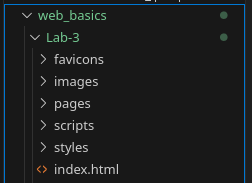 web_basics
Lab-3
favicons
images
pages
scripts
styles
index.html